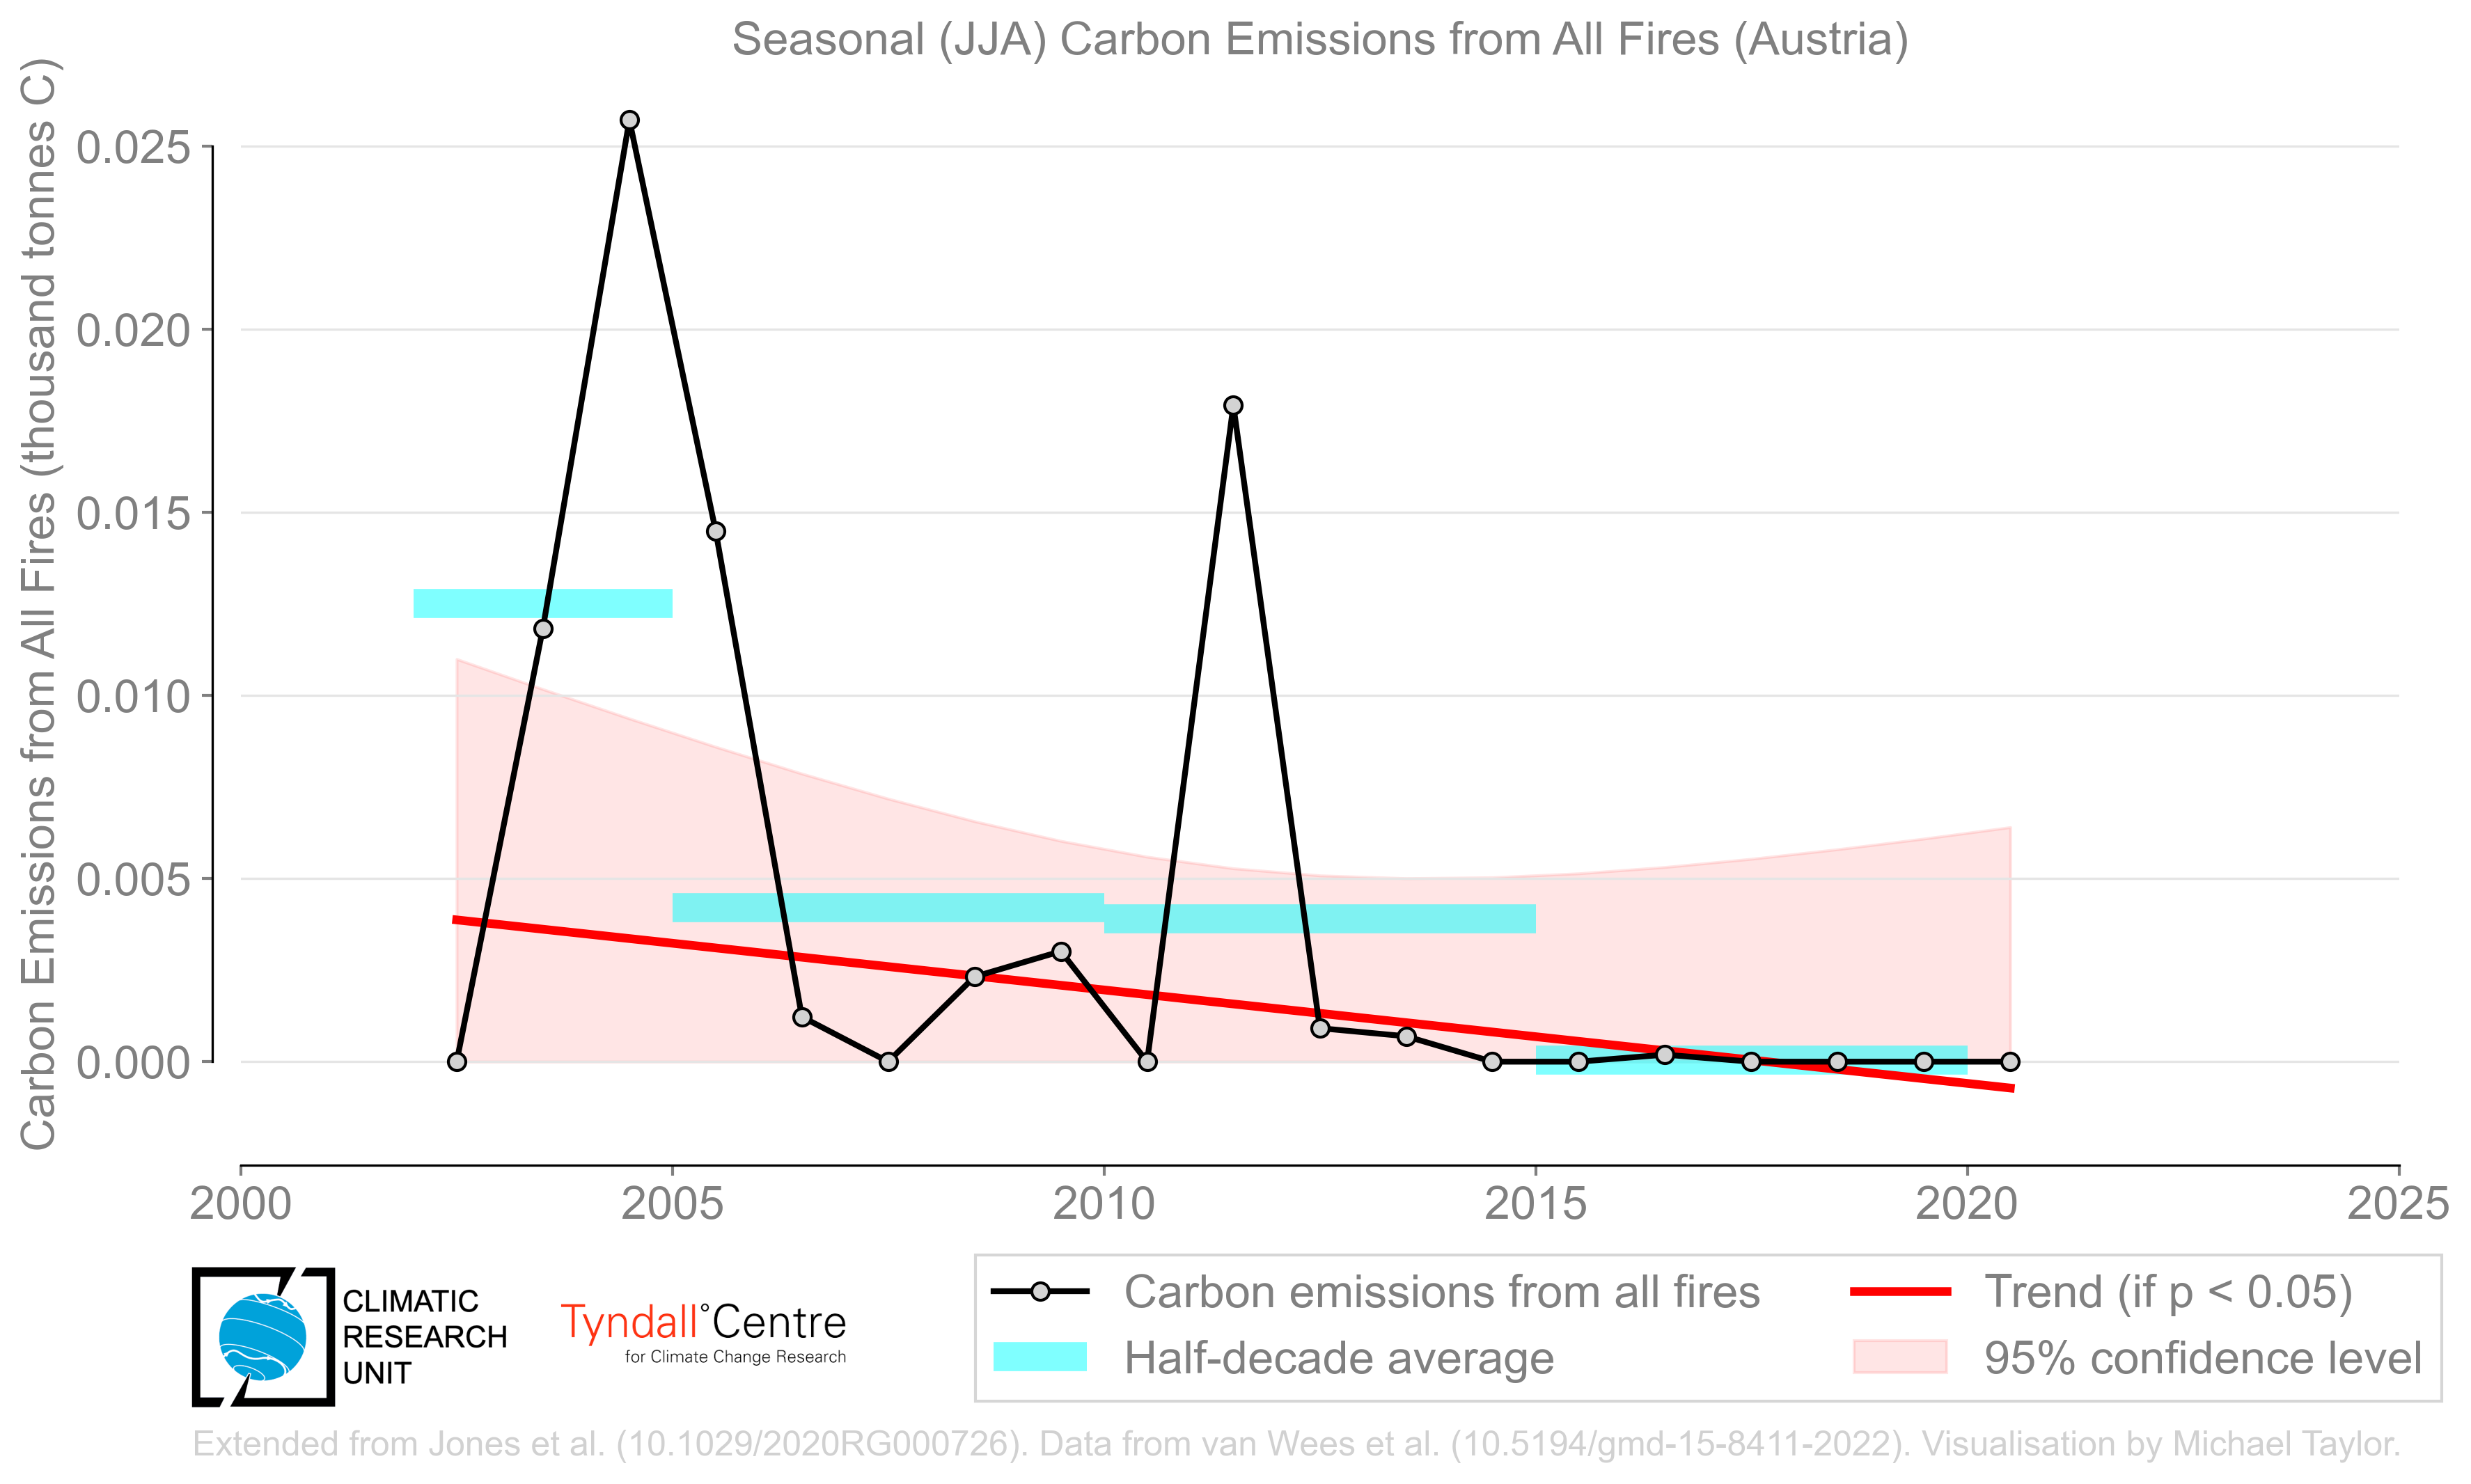 Seasonal (JJA) Carbon Emissions from All Fires (Austria)
Carbon Emissions from All Fires (thousand tonnes C)
0.025
0.020
0.015
0.010
0.005
0.000
2000 2005 2010 2015 2020 2025
CLIMATIC
RESEARCH
UNIT
Tyndall°Centre
for Climate Change Research
Carbon emissions from all fires
Half-decade average
Trend (if p < 0.05)
95% confidence level
Extended from Jones et al. (10.1029/2020RG000726). Data from van Wees et al. (10.5194/gmd-15-8411-2022). Visualisation by Michael Taylor.